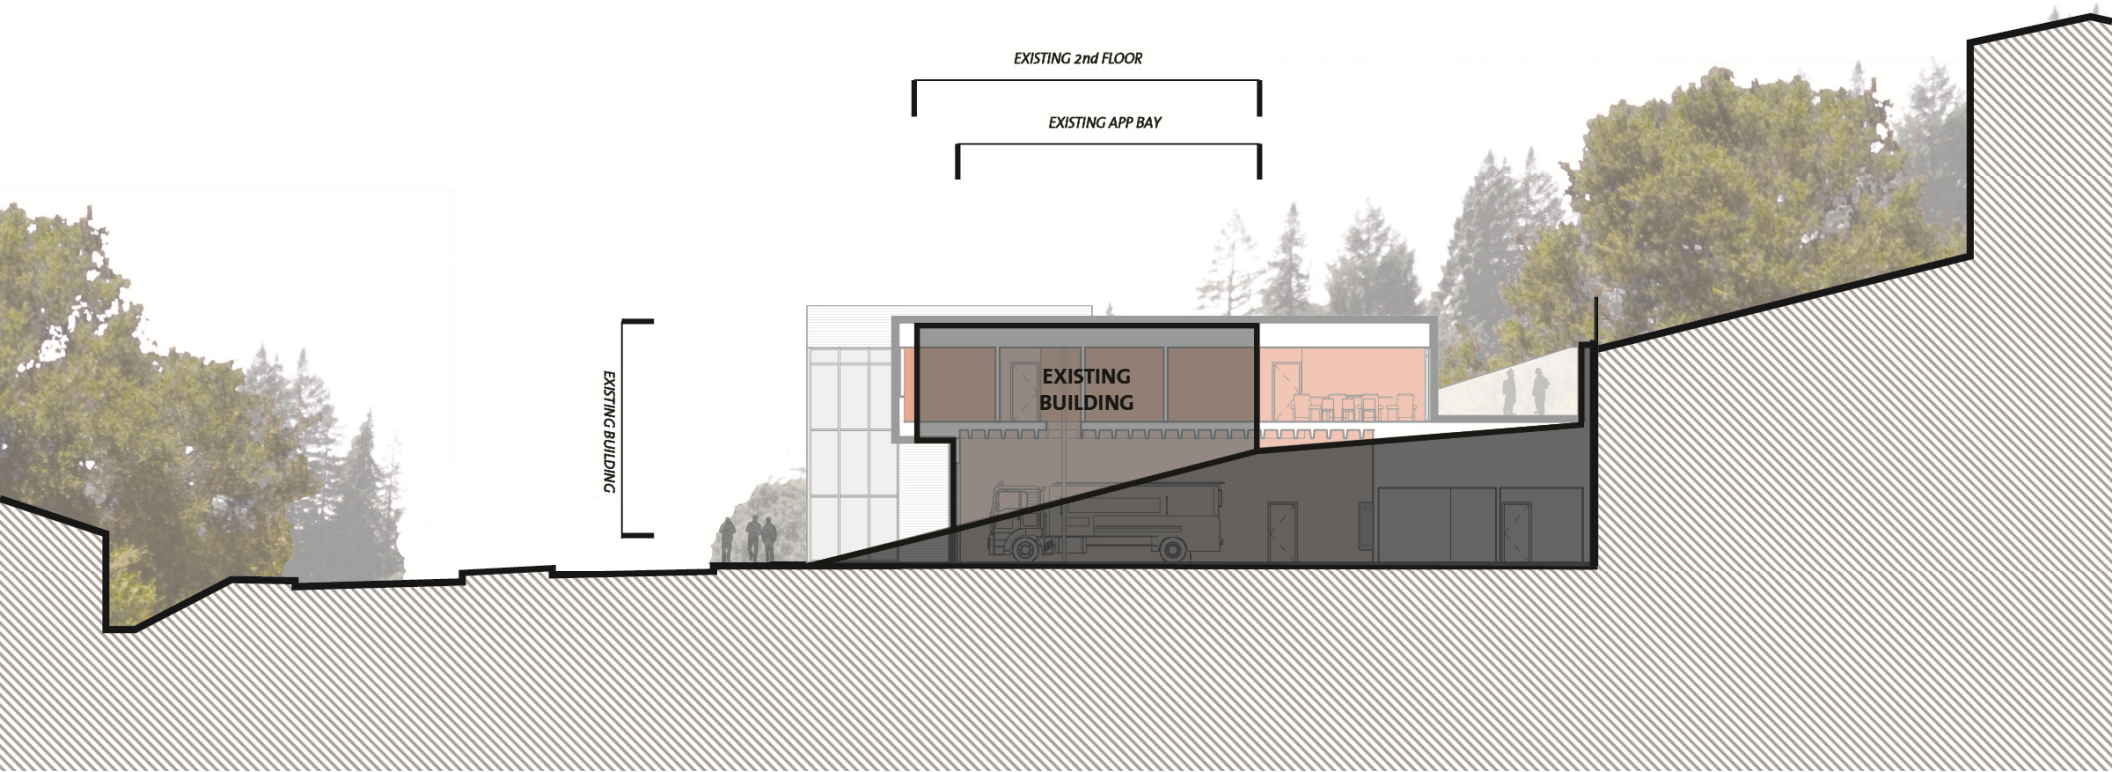 EXISTING 2nd FLOOR
EXISTING APP BAY
EXISTING BUILDING
EXISTING
BUILDING